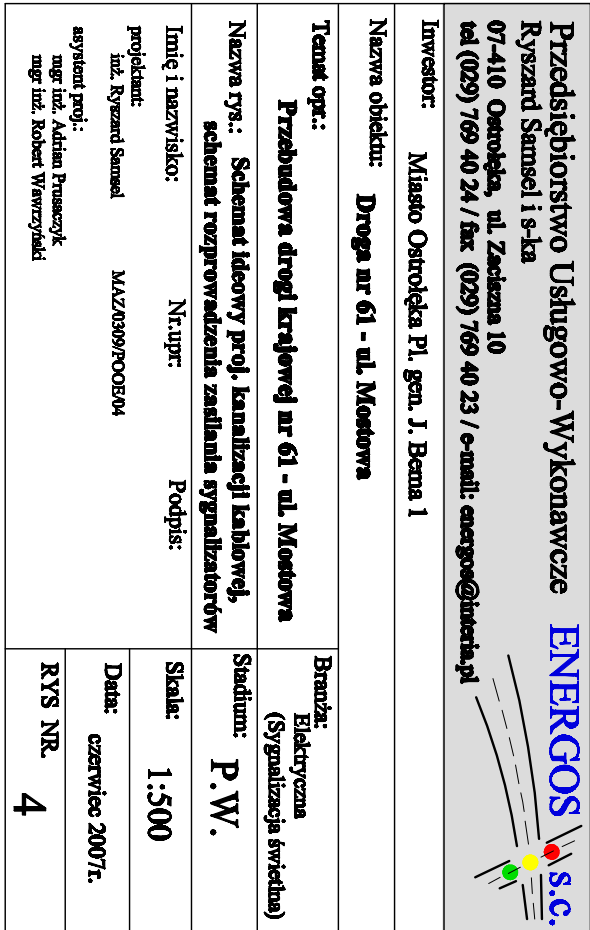 Przedsiębiorstwo Usługowo-Wykonawcze ENERGOS s.c.
Ryszard Samsel i s-ka
07-410 Ostrołęka, ul. Zaciszna 10
tel (029) 769 40 24 / fax (029) 769 40 23 / e-mail: energos@interia.pl
Inwestor: Miasto Ostrołęka Pl. gen. J. Bema 1
Nazwa obiektu: Droga nr 61 - ul. Mostowa
Temat opr.:
Przebudowa drogi krajowej nr 61 - ul. Mostowa
Branża:
Elektryczna
(Sygnalizacja świetlna)
Nazwa rys.: Schemat ideowy proj. kanalizacji kablowej,
schemat rozprowadzenia zasilania sygnalizatorów
Stadium:
P.W.
Imię i nazwisko: Nr.upr: Podpis:
projektant:
inż. Ryszard Samsel MAZ/0309/POOE/04
asystent proj.:
mgr inż. Adrian Prusaczyk
mgr inż. Robert Wawrzyński
Skala:
1:500
Data:
czerwiec 2007r.
RYS NR.
4